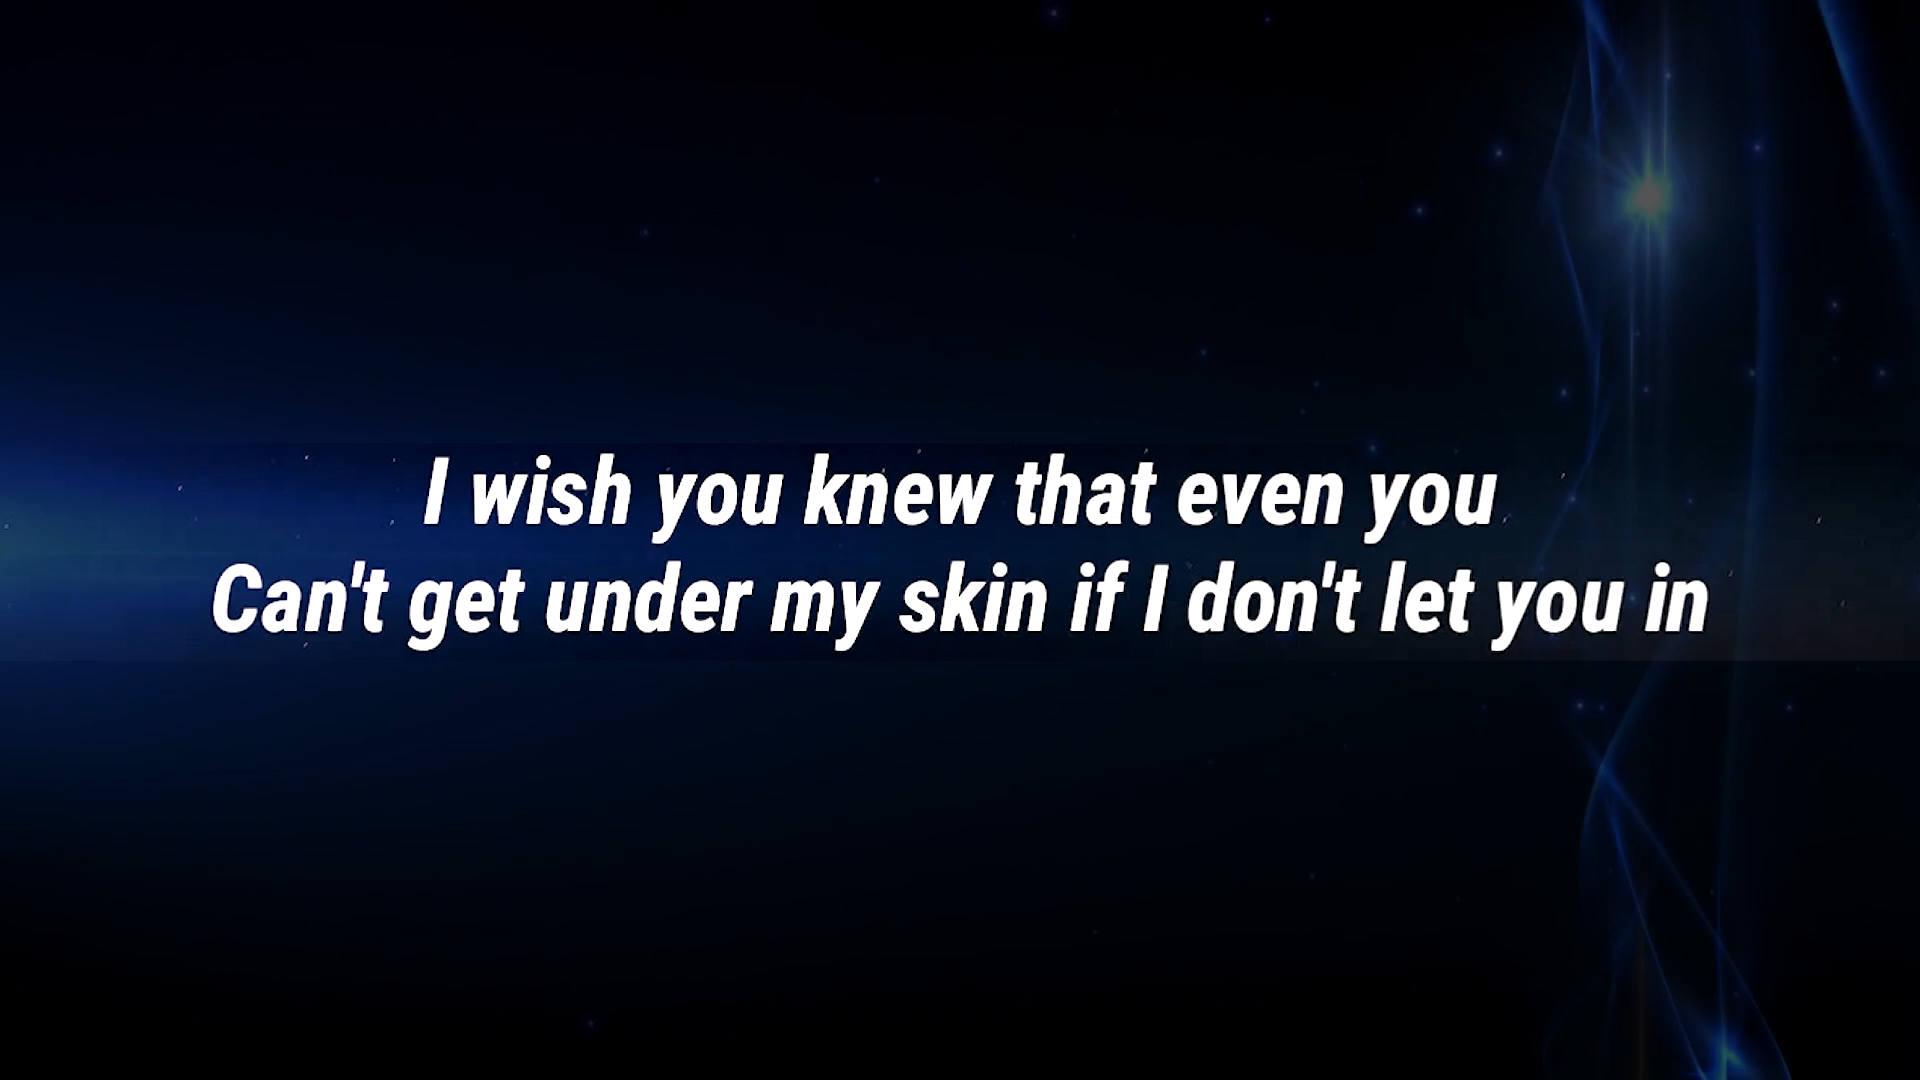 I wish you knew that even you
Can't get under my skin if I don't let you in